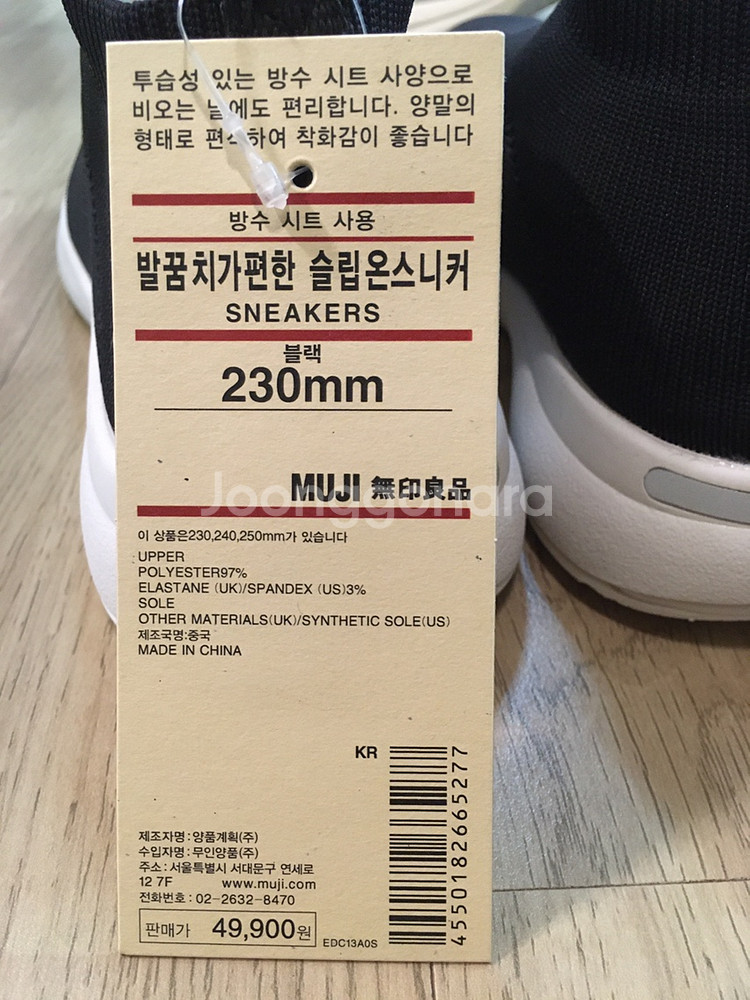 투습성 있는 방수 시트 사양으로
비오는 날에도 편리합니다. 양말의
형태로 편직하여 착화감이 좋습니다
방수 시트 사용
발꿈치가편한 슬립온스니커
SNEAKERS
블랙
230mm
MUJI 無印良品
Joonggonara
이 상품은230,240,250mm가 있습니다
UPPER
POLYESTER97%
ELASTANE (UK)/SPANDEX (US)3%
SOLE
OTHER MATERIALS(UK)/SYNTHETIC SOLE(US)
제조국명:중국
MADE IN CHINA
KR
4550182665277
제조자명:양품계획(주)
수입자명:무인양품(주)
주소:서울특별시 서대문구 연세로
12 7F www.muji.com
전화번호: 02-2632-8470
판매가 49,900원
EDC13A0S